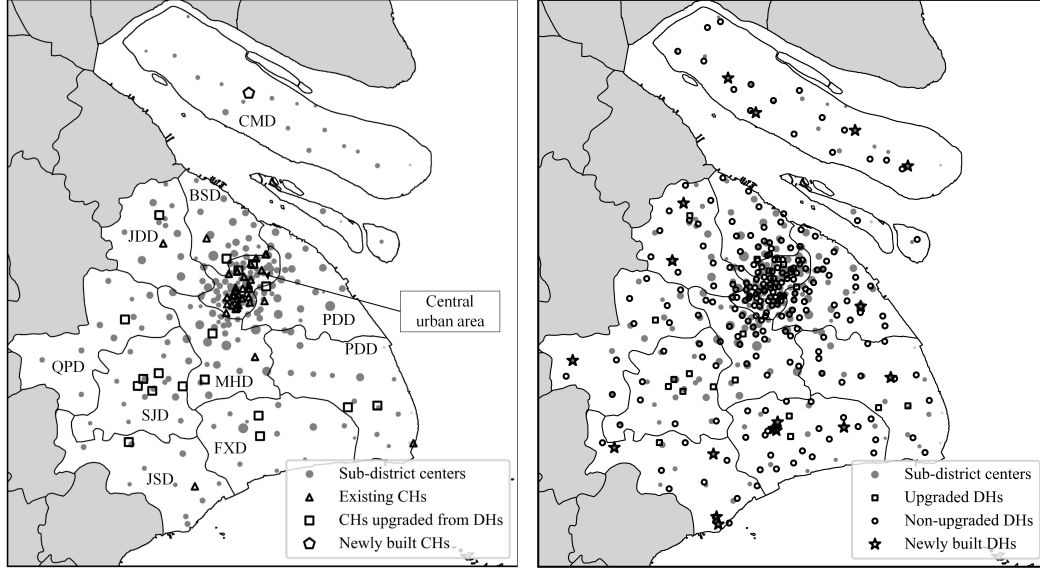 CMD
BSD
JDD
Central
urban area
PDD
PDD
QPD
MHD
SJD
FXD
JSD
Sub-district centers
Existing CHs
CHs upgraded from DHs
Newly built CHs
Sub-district centers
Upgraded DHs
Non-upgraded DHs
Newly built DHs